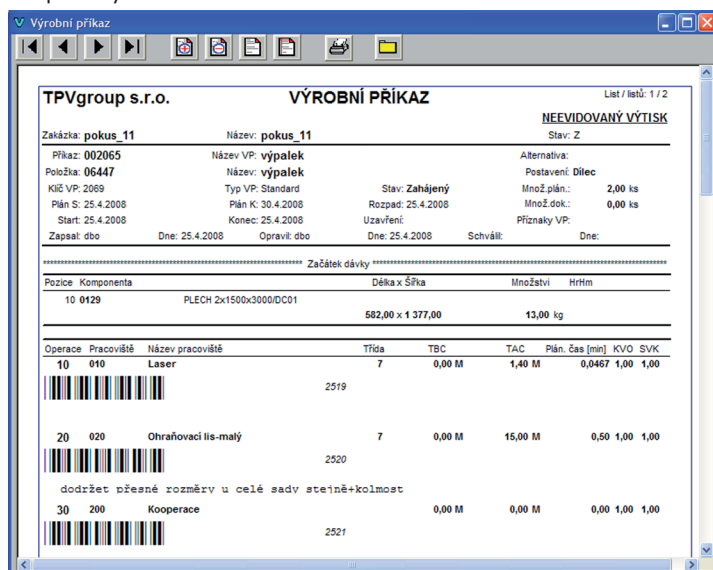 Výrobní příkaz
TPVgroup s.r.o. VÝROBNÍ PŘÍKAZ List / listů: 1 / 2
NEEVIDOVANÝ VÝTISK
Zakázka: pokus_11 Název: pokus_11 Stav: Z
Příkaz: 002065 Název VP: výpalek Alternativa:
Položka: 06447 Název: výpalek Postavení: Dílec
Klíč VP: 2069 Typ VP: Standard Stav: Zahájený Množ.plán.: 2,00 ks
Plán S: 25.4.2008 Plán K: 30.4.2008 Rozpad: 25.4.2008 Množ.dok.: 0,00 ks
Start: 25.4.2008 Konec: 25.4.2008 Uzavření: Příznaky VP:
Zapsal: dbo Dne: 25.4.2008 Opravil: dbo Dne: 25.4.2008 Schválil: Dne:
Začátek dávky
Pozice Komponenta Délka x Šířka Množství HrHm
10 0129 PLECH 2x1500x3000/DC01
582,00 x 1 377,00 13,00 kg
Operace Pracoviště Název pracoviště Třída TBC TAC Plán. čas [min] KVO SVK
10 010 Laser 7 0,00 M 1,40 M 0,0467 1,00 1,00
2519
20 020 Ohraňovací lis-malý 7 0,00 M 15,00 M 0,50 1,00 1,00
2520
dodržet přesné rozměry u celé sady stejně+kolmost
30 200 Kooperace 0,00 M 0,00 M 0,00 1,00 1,00
2521